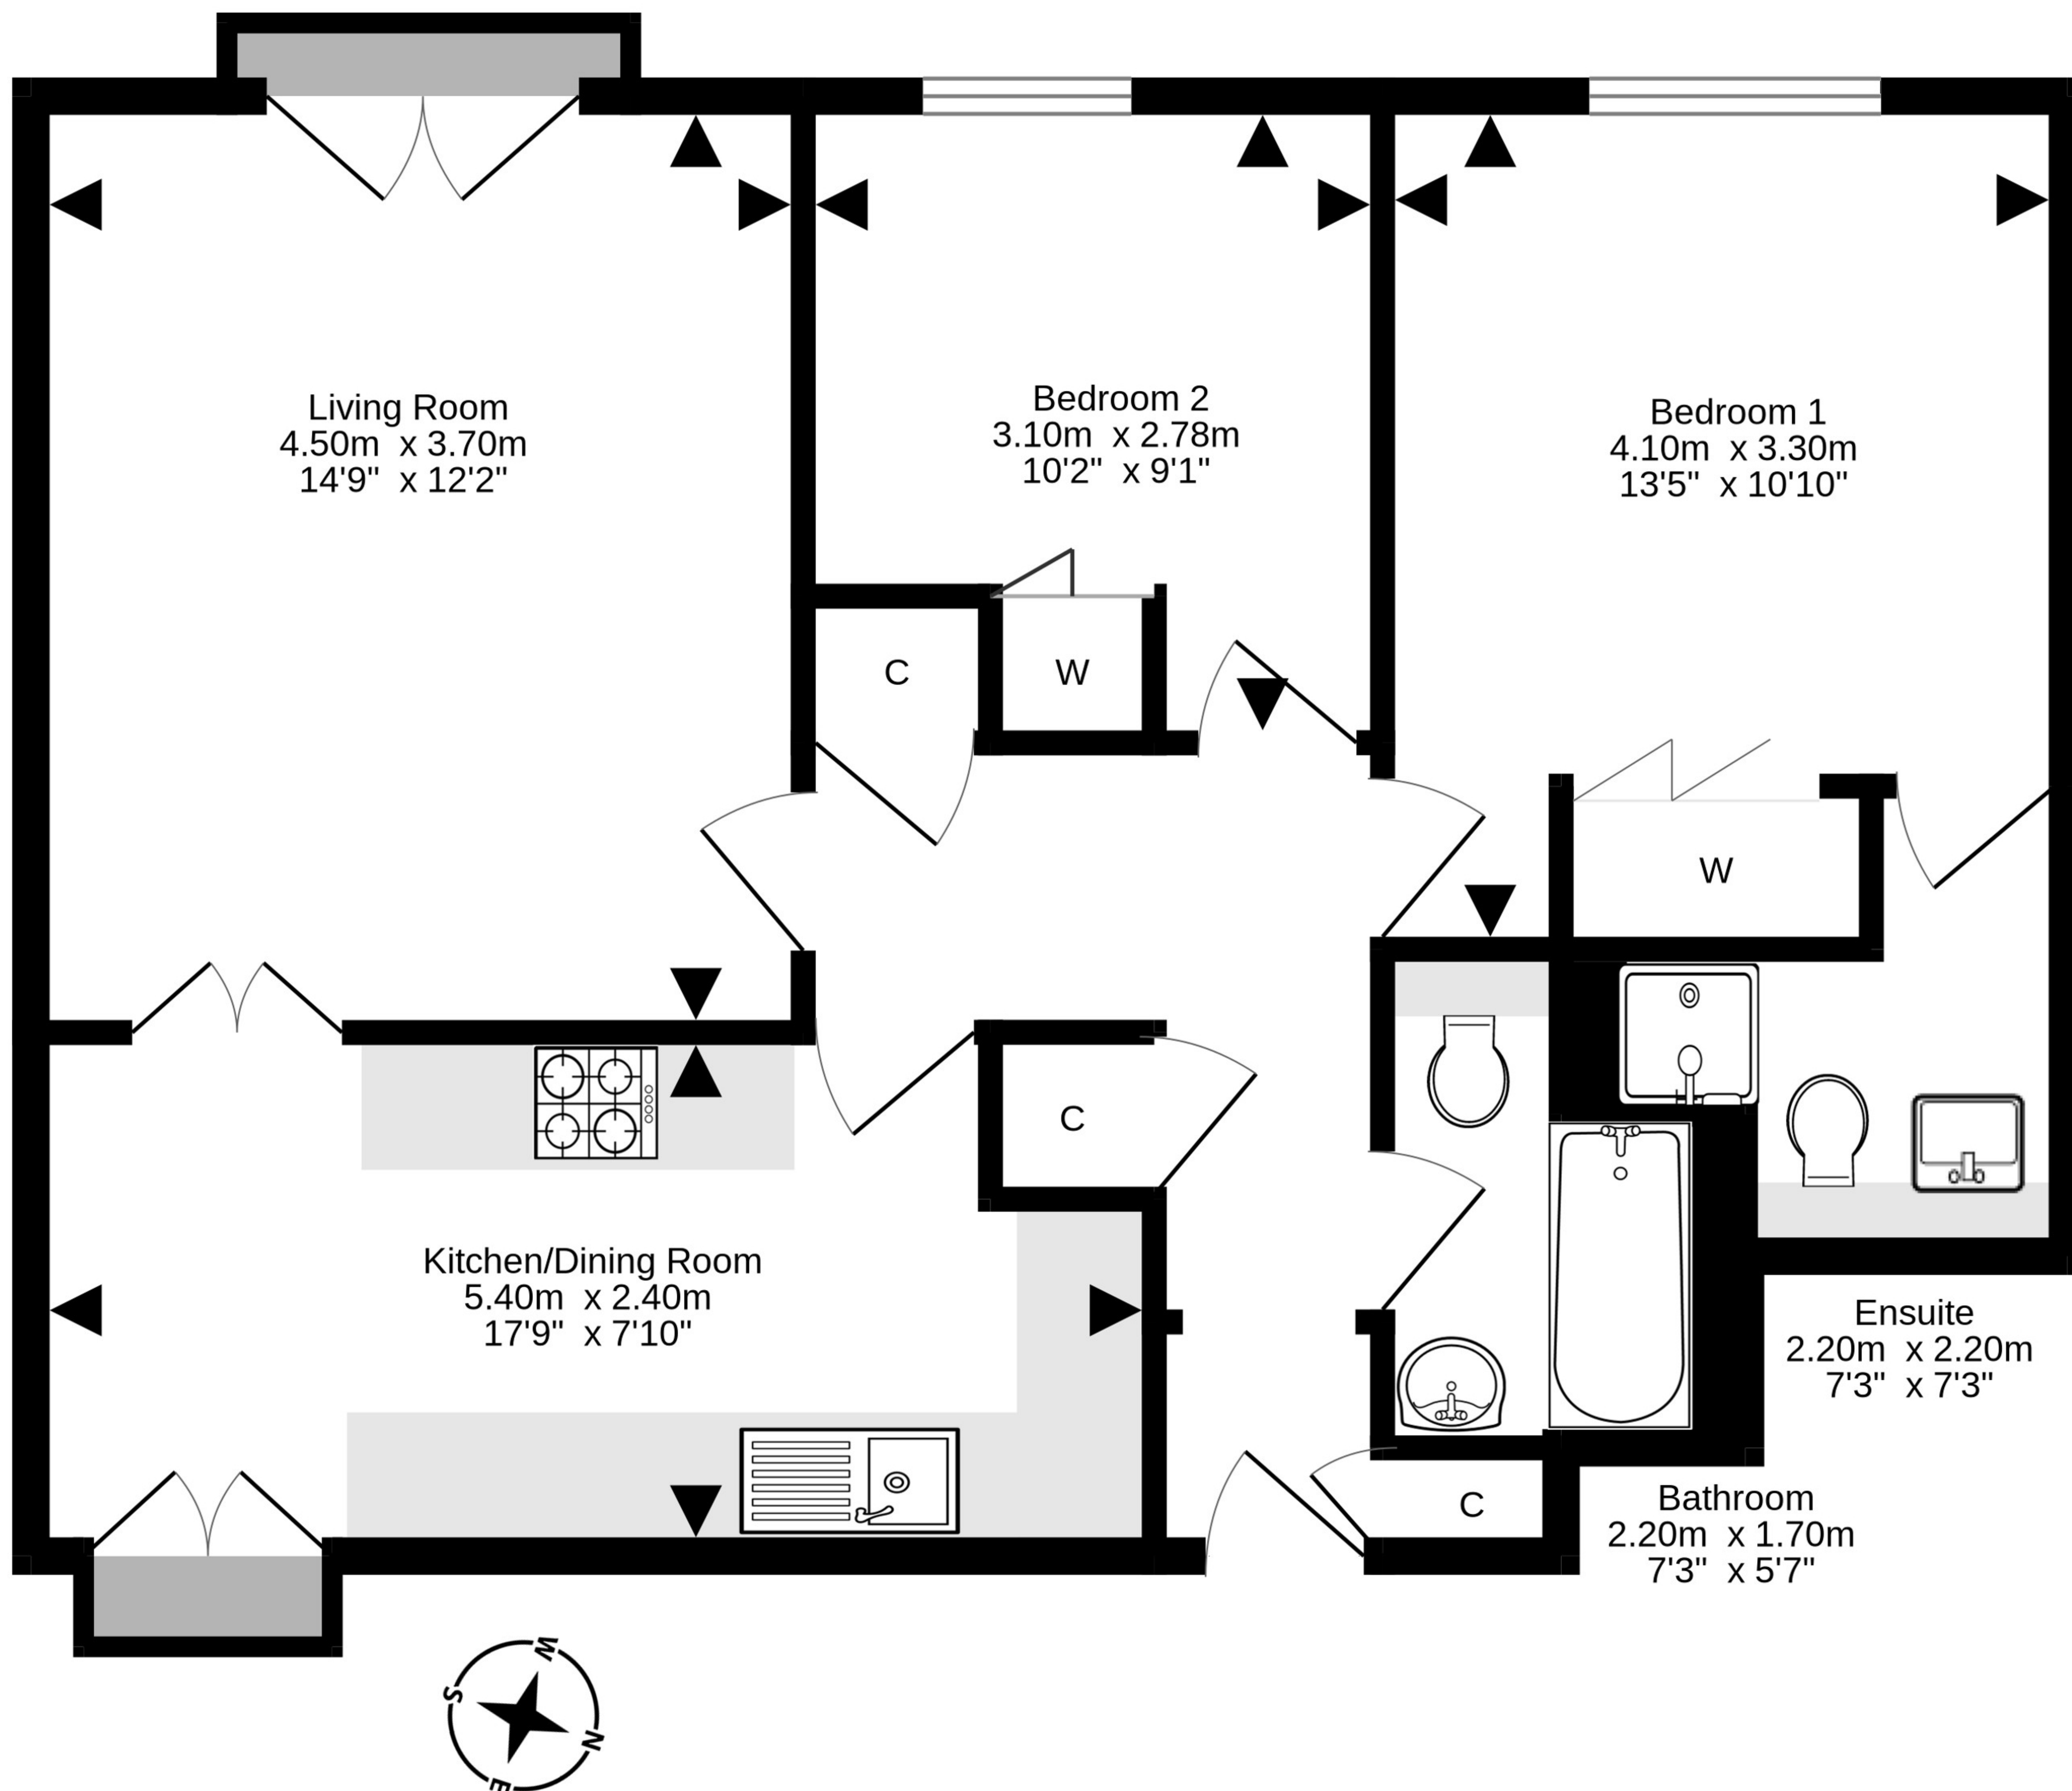 Living Room
4.50m x 3.70m
14'9" x 12'2"
Bedroom 2
3.10m x 2.78m
10'2" x 9'1"
Bedroom 1
4.10m x 3.30m
13'5" x 10'10"
C
W
W
C
Kitchen/Dining Room
5.40m x 2.40m
17'9" x 7'10"
Ensuite
2.20m x 2.20m
7'3" x 7'3"
C
Bathroom
2.20m x 1.70m
7'3" x 5'7"
W
S
N
E